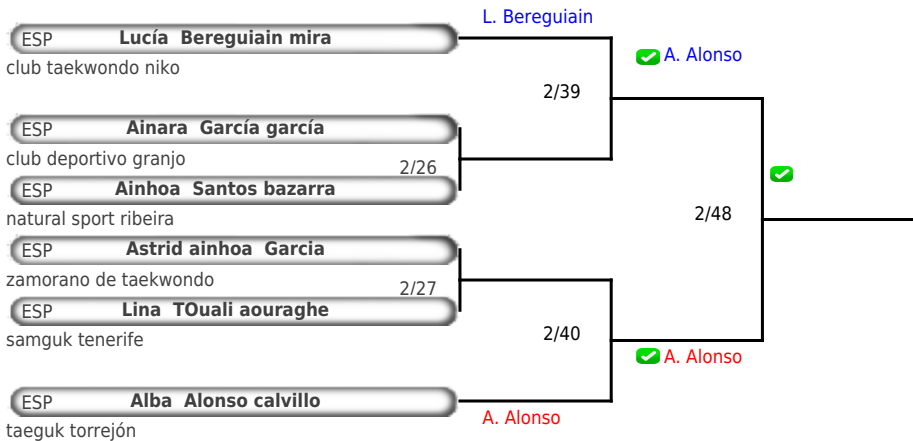 L. Bereguiain
ESP Lucía Bereguiain mira
A. Alonso
club taekwondo niko
2/39
ESP Ainara García garcía
club deportivo granjo
2/26
ESP Ainhoa Santos bazarra
natural sport ribeira
2/48
ESP Astrid ainhoa Garcia
zamorano de taekwondo
2/27
ESP Lina TOuali aouraghe
samguk tenerife
2/40
A. Alonso
ESP Alba Alonso calvillo
A. Alonso
taeguk torrejón